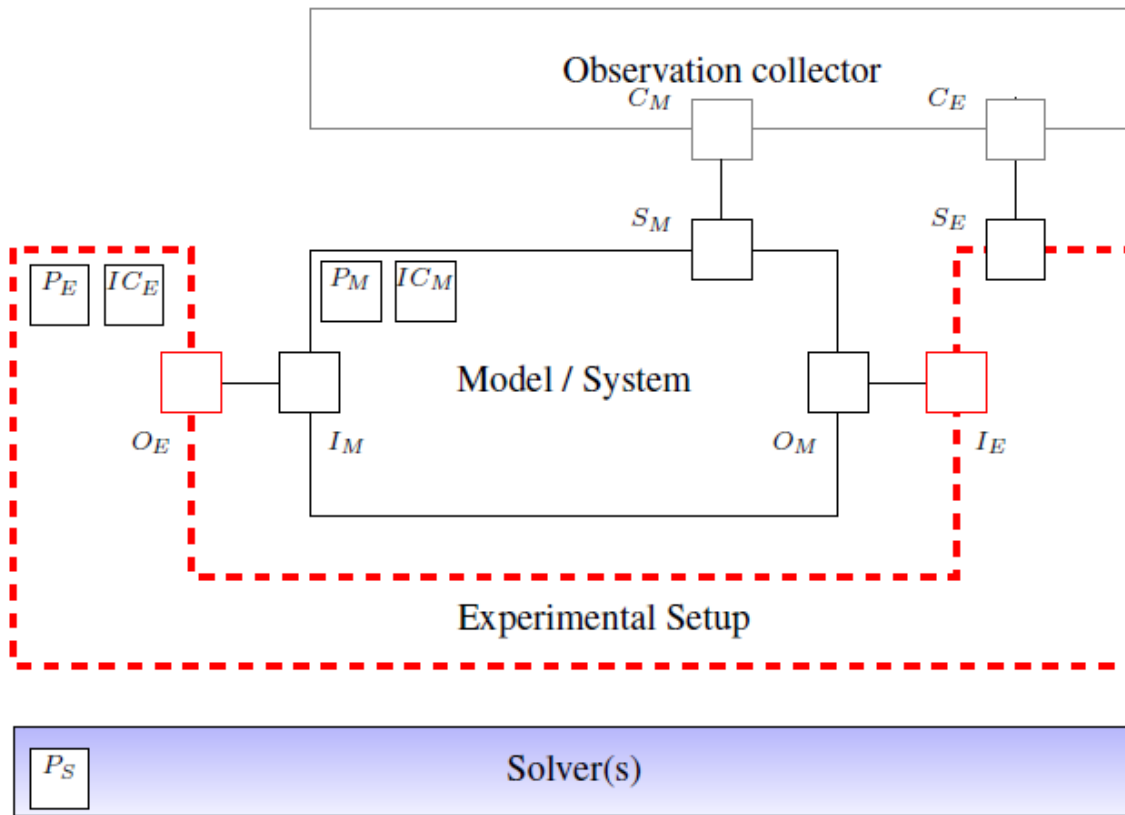 Observation collector
C_M
C_E
S_M
S_E
P_E
IC_E
P_M
IC_M
Model / System
O_E
I_M
O_M
I_E
Experimental Setup
P_S
Solver(s)